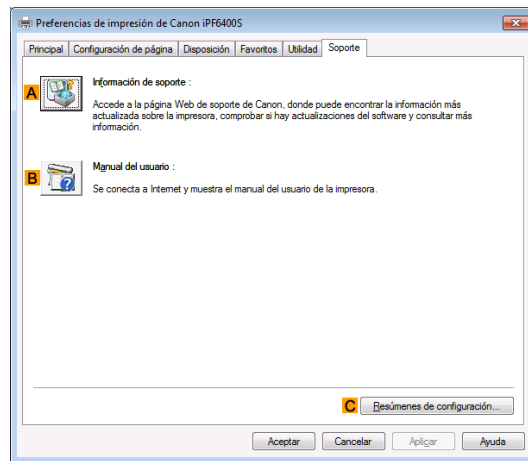 Preferencias de impresión de Canon iPF6400S
Principal Configuración de página Disposición Favoritos Utilidad Soporte
A
Información de soporte :
Accede a la página Web de soporte de Canon, donde puede encontrar la información más
actualizada sobre la impresora, comprobar si hay actualizaciones del software y consultar más
información.
B
Manual del usuario :
Se conecta a Internet y muestra el manual del usuario de la impresora.
C Resúmenes de configuración...
Aceptar Cancelar Aplicar Ayuda